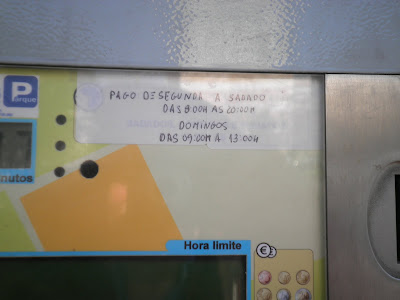 PAGO DE SEGUNDA A SABADO
DAS 8:00H AS 20:00H
DOMINGOS
DAS 09:00H A 13:00H
P
arque
nutos
Hora limite
€